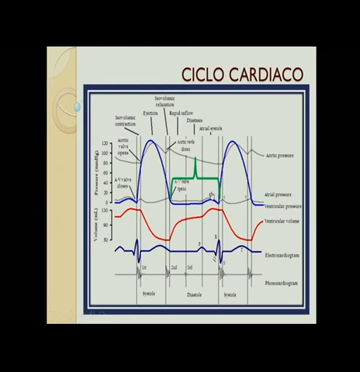 CICLO CARDIACO
Isovolumic
relaxation
Isovolumic
contraction
Ejection
Rapid inflow
Diastasis
Atrial systole
Aortic
valve
opens
Aortic valve
closes
A-V valve
closes
A-V valve
opens
Pressure (mmHg)
120
100
80
60
40
20
0
Volume (mL)
130
90
50
Aortic pressure
Atrial pressure
Ventricular pressure
Ventricular volume
Electrocardiogram
Phonocardiogram
R
1st
2nd
3rd
Systole
Diastole
Systole